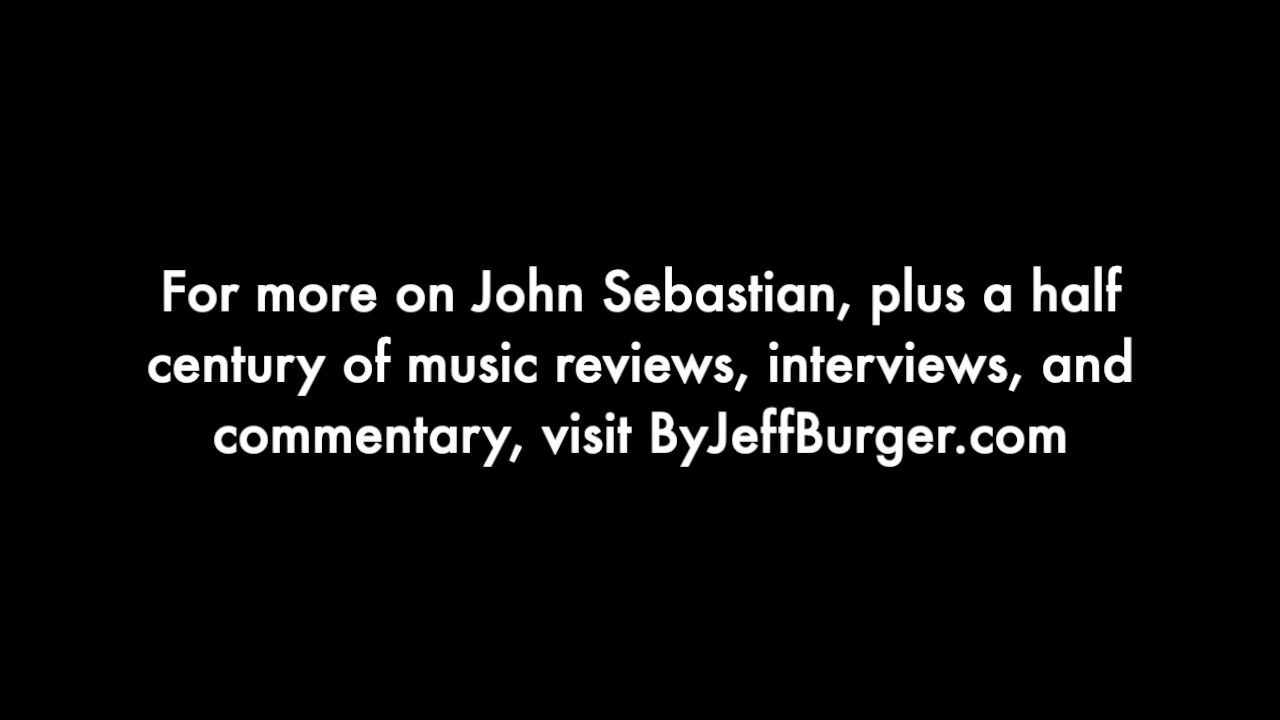 For more on John Sebastian, plus a half
century of music reviews, interviews, and
commentary, visit ByJeffBurger.com